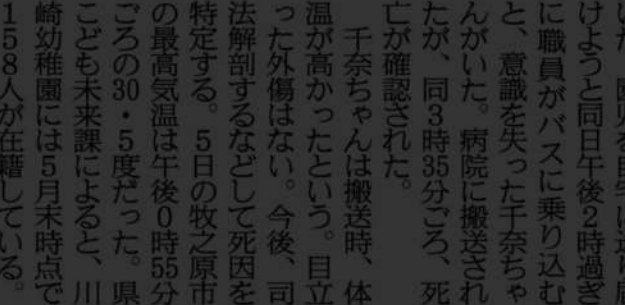 けようと同日午後2時過ぎ
に職員がバスに乗り込む
と、意識を失った千奈ちゃ
んがいた。病院に搬送され
たが、同3時35分ごろ、死
亡が確認された。
千奈ちゃんは搬送時、体
温が高かったという。目立
った外傷はない。今後、司
法解剖するなどして死因を
特定する。5日の牧之原市
の最高気温は午後0時55分
ごろの30・5度だった。県
こども未来課によると、川
崎幼稚園には5月末時点で
158人が在籍している。